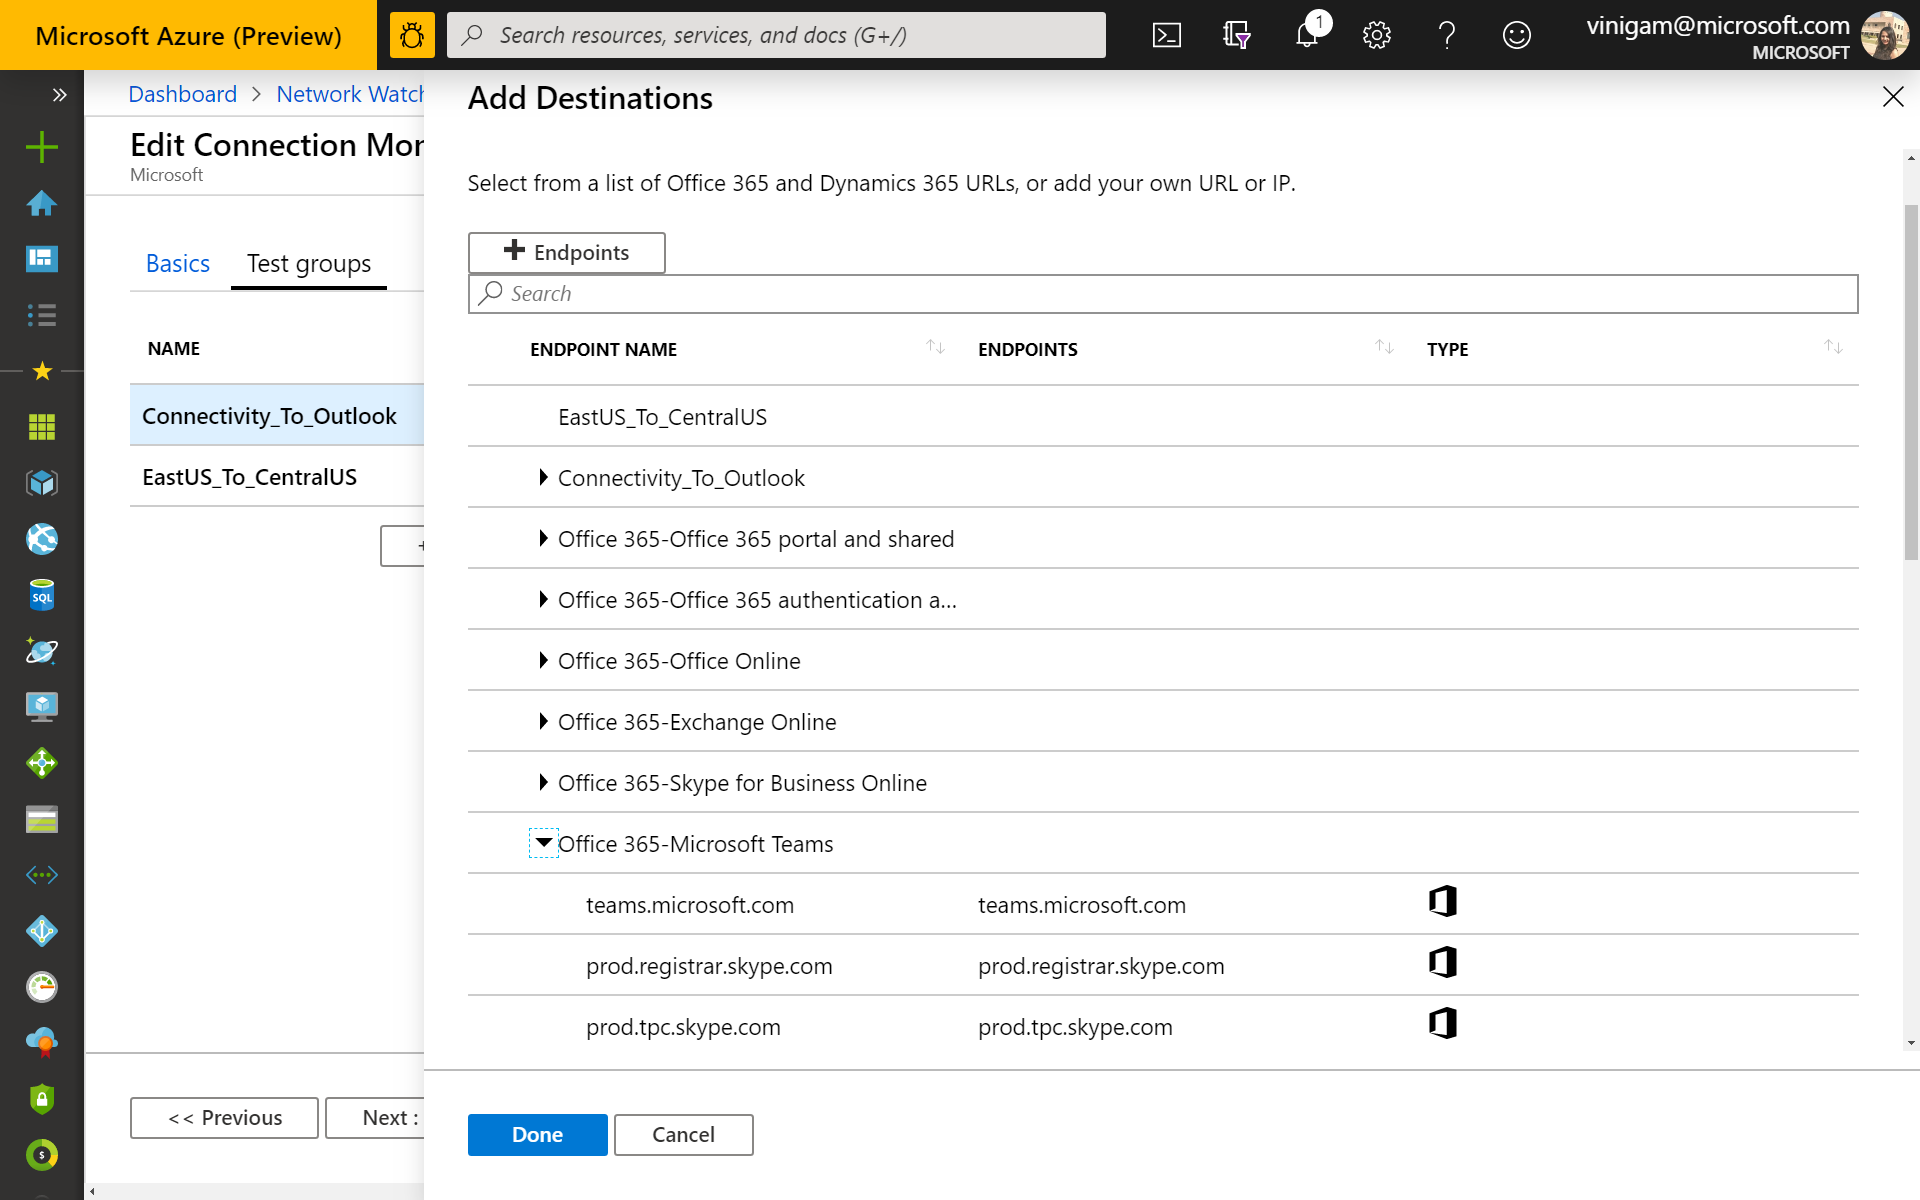 Microsoft Azure (Preview)
Search resources, services, and docs (G+/)
1
vinigam@microsoft.com
MICROSOFT
Dashboard > Network Watch
Edit Connection Mon
Microsoft
Basics
Test groups
NAME
Connectivity_To_Outlook
EastUS_To_CentralUS
+
<< Previous
Next :
SQL
$
Add Destinations
Select from a list of Office 365 and Dynamics 365 URLs, or add your own URL or IP.
+ Endpoints
Search
ENDPOINT NAME
ENDPOINTS
TYPE
EastUS_To_CentralUS
Connectivity_To_Outlook
Office 365-Office 365 portal and shared
Office 365-Office 365 authentication a...
Office 365-Office Online
Office 365-Exchange Online
Office 365-Skype for Business Online
Office 365-Microsoft Teams
teams.microsoft.com teams.microsoft.com
prod.registrar.skype.com prod.registrar.skype.com
prod.tpc.skype.com prod.tpc.skype.com
Done
Cancel